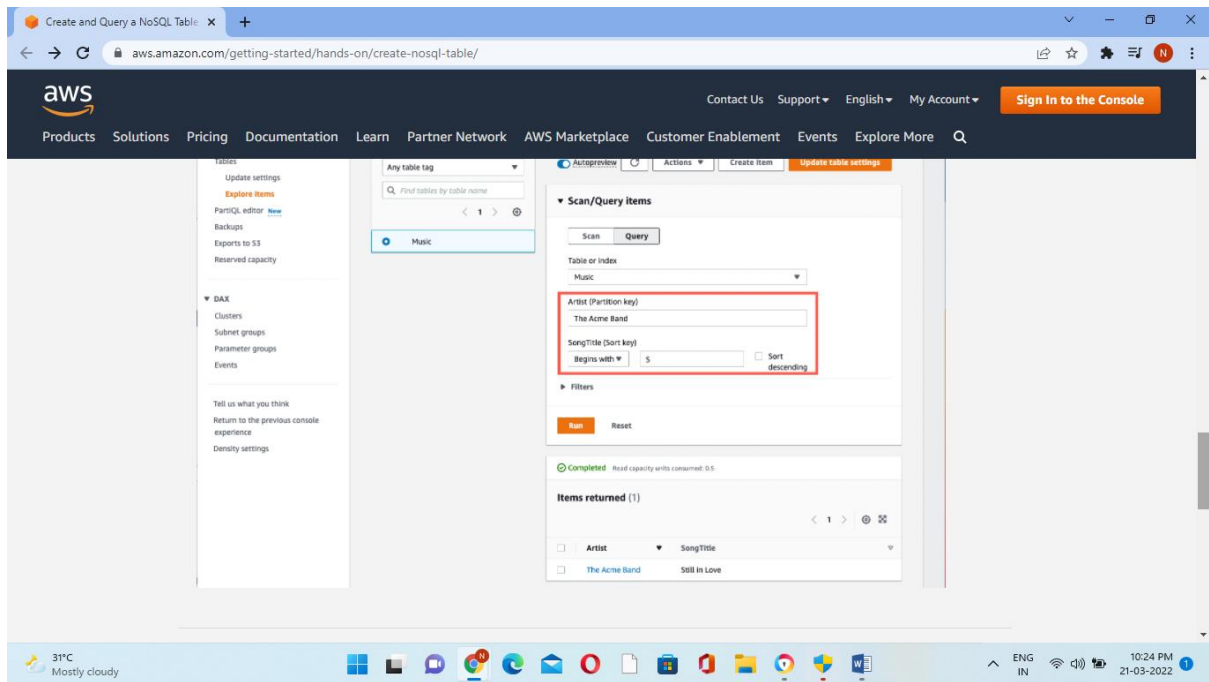 Create and Query a NoSQL Table
aws.amazon.com/getting-started/hands-on/create-nosql-table/
N
aws
Contact Us Support English My Account Sign In to the Console
Products Solutions Pricing Documentation Learn Partner Network AWS Marketplace Customer Enablement Events Explore More
Tables
Update settings
Explore items
PartiQL editor New
Backups
Exports to S3
Reserved capacity
DAX
Clusters
Subnet groups
Parameter groups
Events
Tell us what you think
Return to the previous console
experience
Density settings
Any table tag
Find tables by table name
< 1 >
Music
Autopreview Actions Create item Update table settings
Scan/Query items
Scan Query
Table or index
Music
Artist (Partition key)
The Acme Band
SongTitle (Sort key)
Begins with S Sort
descending
Filters
Run Reset
Completed Read capacity units consumed: 0.5
Items returned (1)
< 1 >
Artist SongTitle
The Acme Band Still in Love
31°C
Mostly cloudy
ENG
IN
10:24 PM
21-03-2022
1